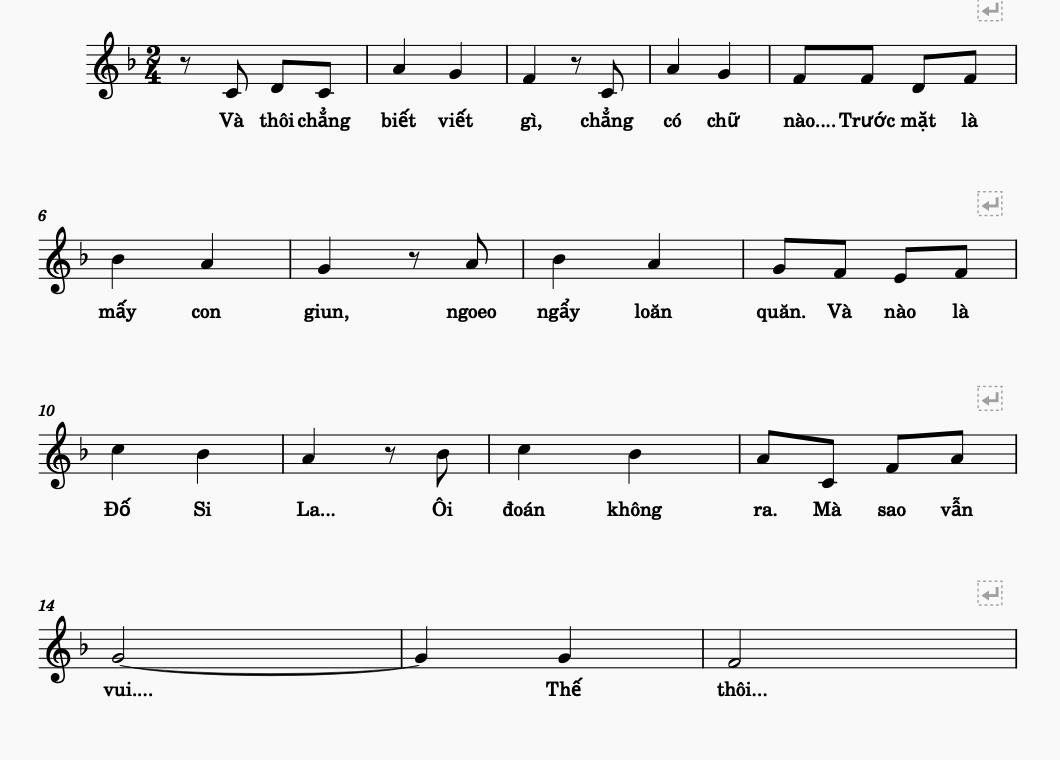 2
4
Và thôi chẳng biết viết gì, chẳng có chữ nào.... Trước mặt là
6
mấy con giun, ngoeo ngẩy loăn quăn. Và nào là
10
Đố Si La... Ôi đoán không ra. Mà sao vẫn
14
vui.... Thế thôi...